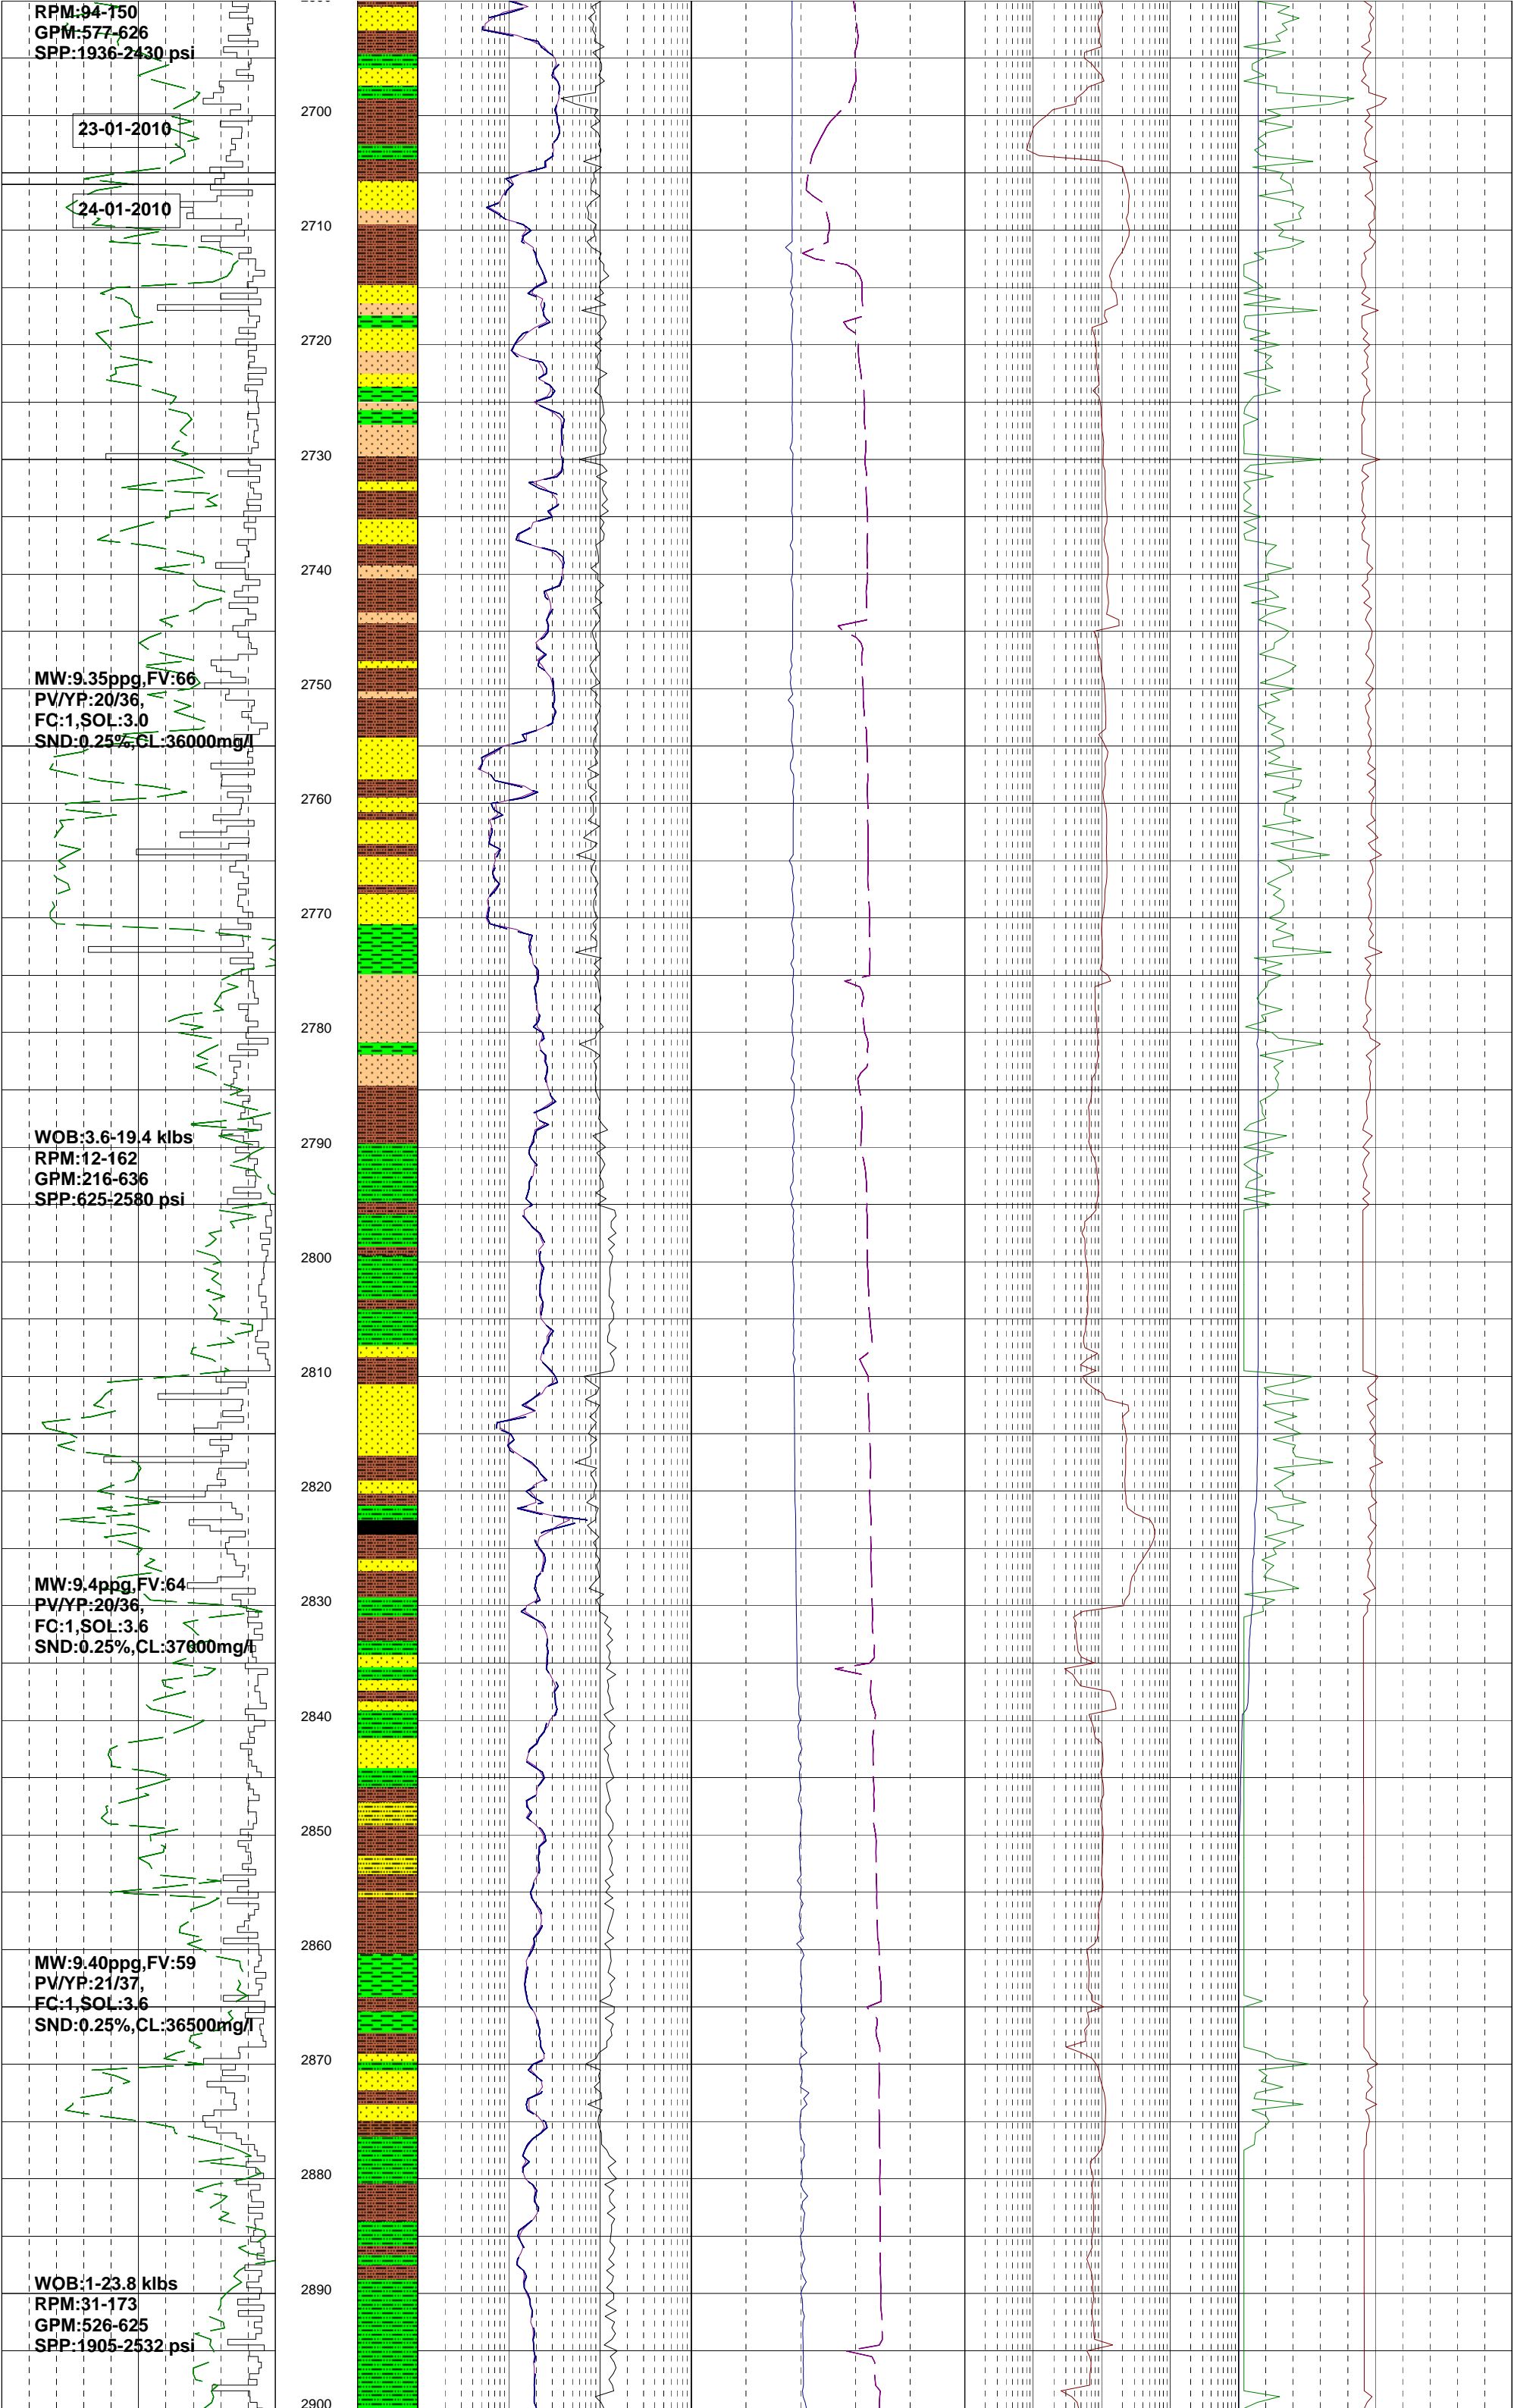 RPM:94-150
GPM:577-626
SPP:1936-2430 psi
2700
23-01-2010
24-01-2010
2710
2720
2730
2740
MW:9.35ppg,FV:66
2750
PV/YP:20/36,
FC:1,SOL:3.0
SND:0.25%,CL:36000mg/l
2760
2770
2780
WOB:3.6-19.4 klbs
2790
RPM:12-162
GPM:216-636
SPP:625-2580 psi
2800
2810
2820
MW:9.4ppg,FV:64
PV/YP:20/36,
2830
FC:1,SOL:3.6
SND:0.25%,CL:37000mg/l
2840
2850
2860
MW:9.40ppg,FV:59
PV/YP:21/37,
FC:1,SOL:3.6
SND:0.25%,CL:36500mg/l
2870
2880
WOB:1-23.8 klbs
2890
RPM:31-173
GPM:526-625
SPP:1905-2532 psi
2900